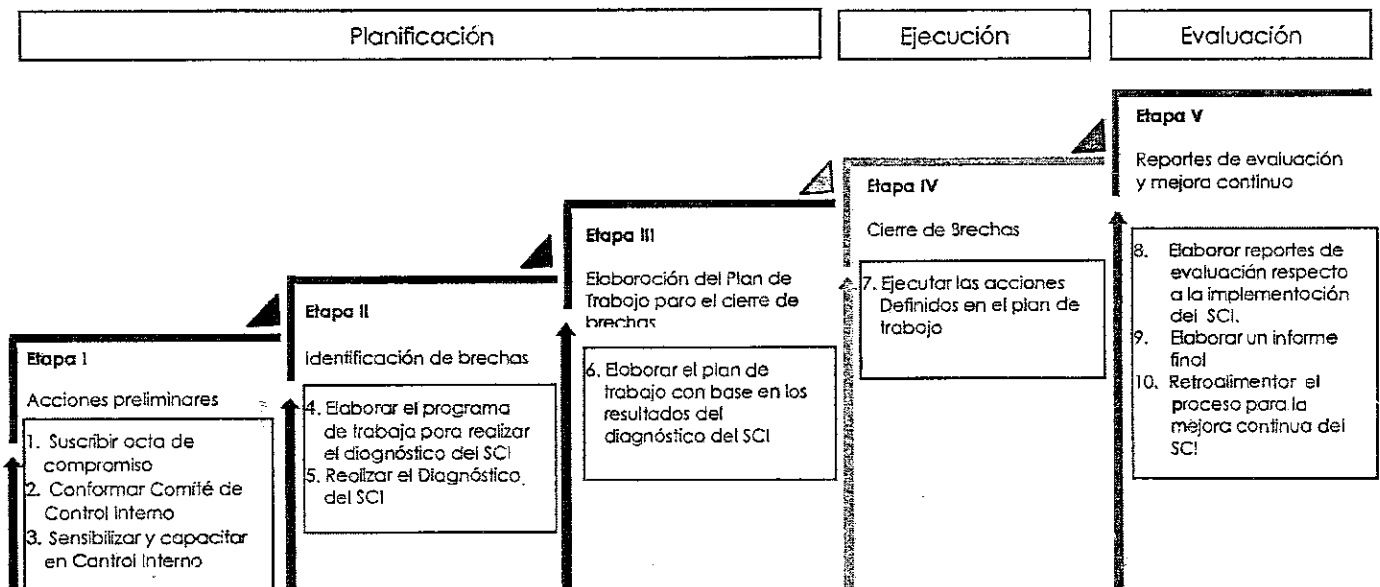 Planificación
Ejecución
Evaluación
Etapa I
Acciones preliminares
1. Suscribir acta de
compromiso
2. Conformar Comité de
Control Interno
3. Sensibilizar y capacitar
en Control Interno
Etapa II
Identificación de brechas
4. Elaborar el programa
de trabajo para realizar
el diagnóstico del SCI
5. Realizar el Diagnóstico
del SCI
Etapa III
Elaboración del Plan de
Trabajo para el cierre de
brechas
6. Elaborar el plan de
trabajo con base en los
resultados del
diagnóstico del SCI
Etapa IV
Cierre de Brechas
7. Ejecutar las acciones
Definidos en el plan de
trabajo
Etapa V
Reportes de evaluación
y mejora continuo
8. Elaborar reportes de
evaluación respecto
a la implementación
del SCI.
9. Elaborar un informe
final
10. Retroalimentar el
proceso para la
mejora continua del
SCI